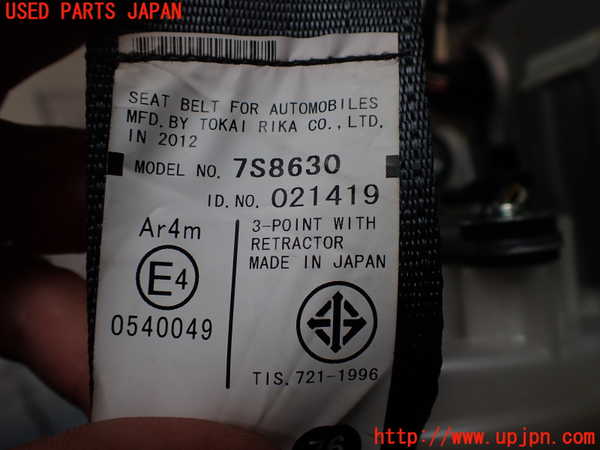 USED PARTS JAPAN
SEAT BELT FOR AUTOMOBILES
MFD. BY TOKAI RIKA CO., LTD.
IN 2012
MODEL NO. 7S8630
ID. NO. 021419
Ar4m
E4
0540049
3-POINT WITH
RETRACTOR
MADE IN JAPAN
TIS. 721-1996
http://www.upjpn.com/